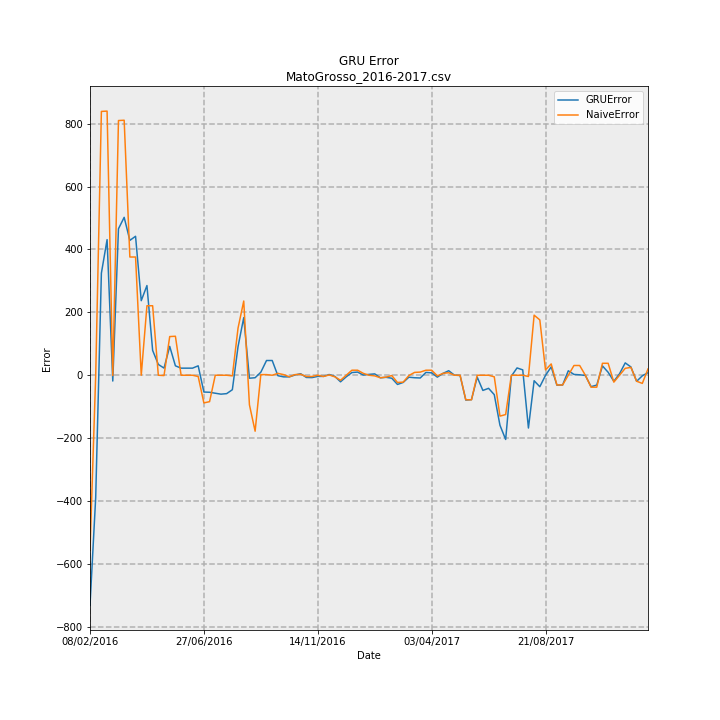 GRU Error
MatoGrosso_2016-2017.csv
GRUError
NaiveError
800
600
400
200
0
−200
−400
−600
−800
Error
08/02/2016
27/06/2016
14/11/2016
03/04/2017
21/08/2017
Date